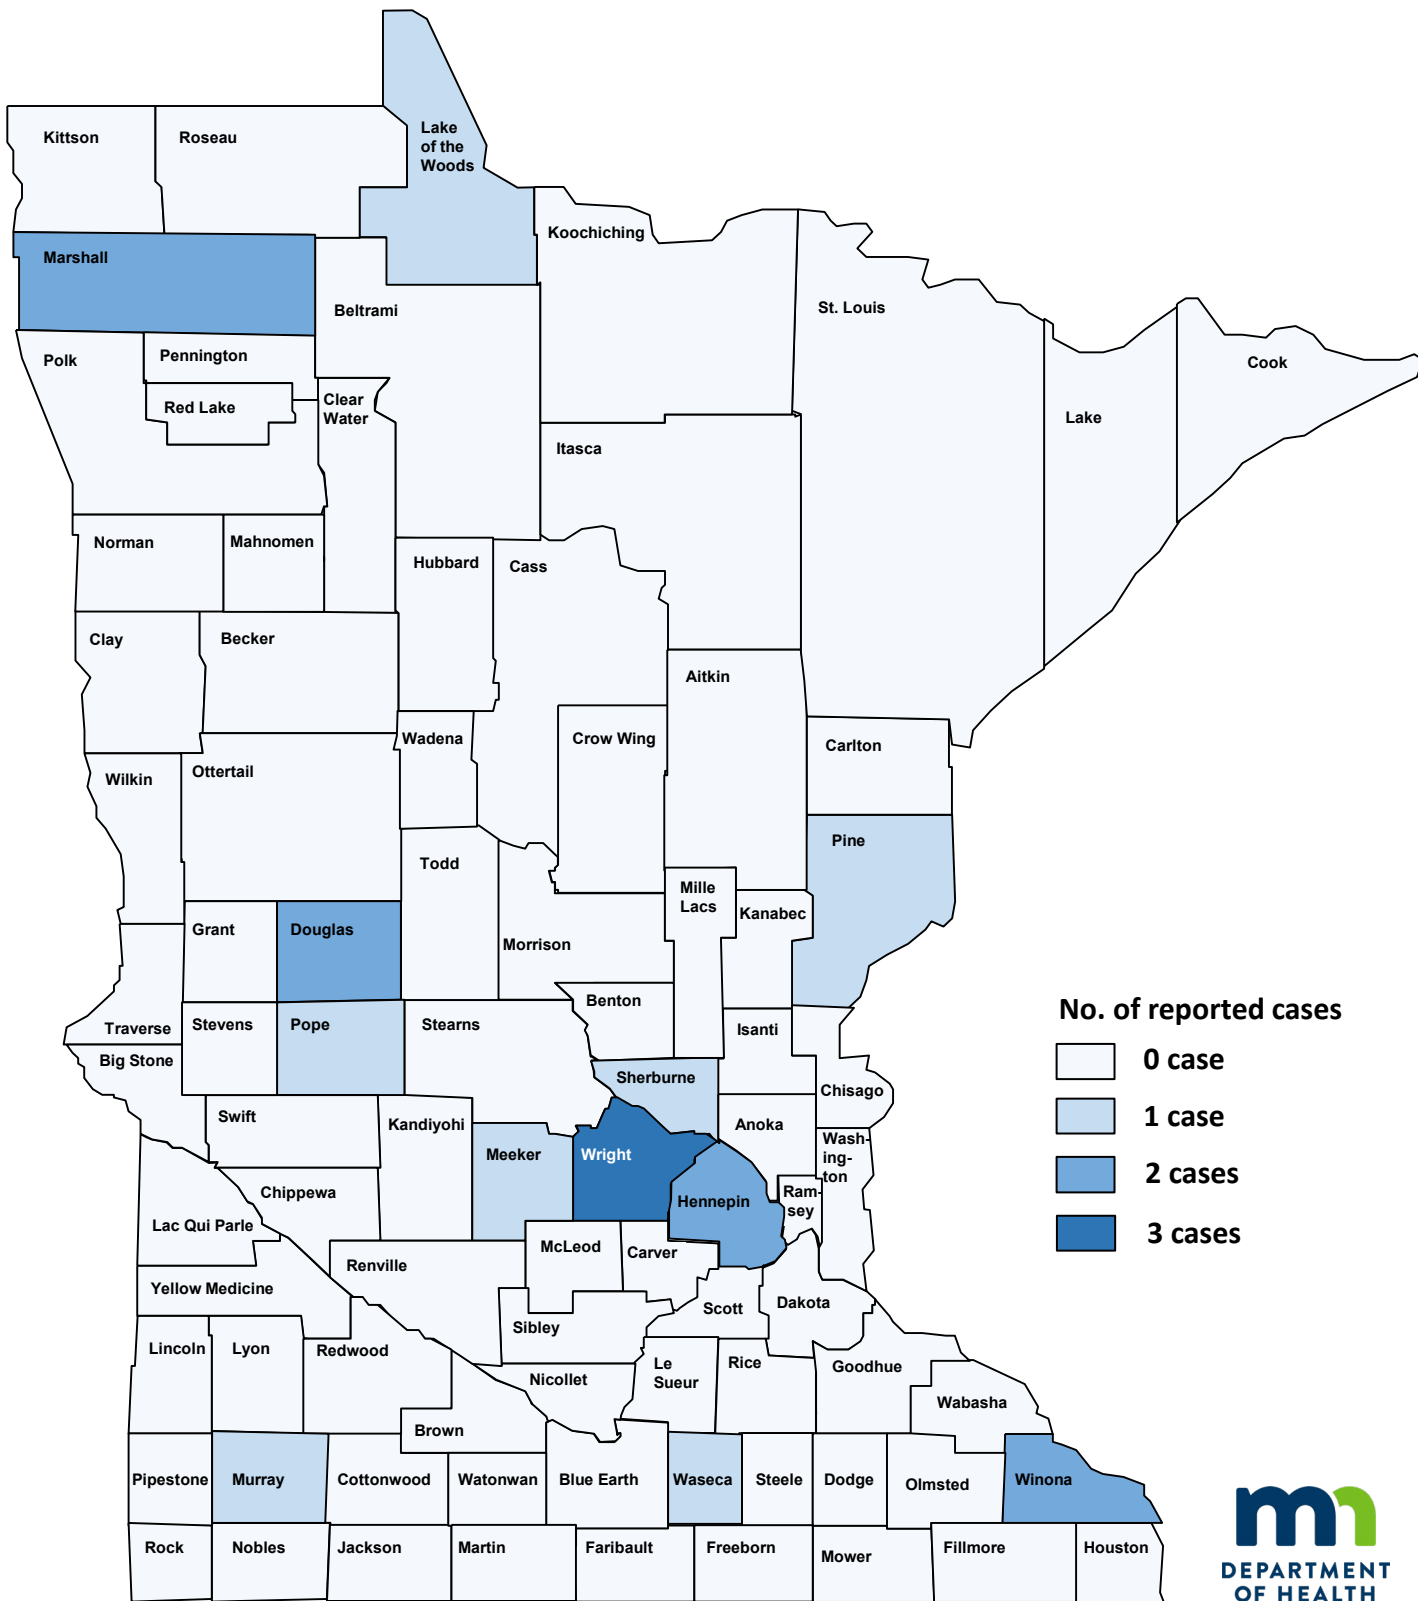 Kittson
Roseau
Lake
of the
Woods
Koochiching
Marshall
Beltrami
St. Louis
Polk
Pennington
Cook
Red Lake
Clear
Water
Lake
Itasca
Norman
Mahnomen
Hubbard
Cass
Clay
Becker
Aitkin
Wadena
Crow Wing
Carlton
Wilkin
Ottertail
Pine
Todd
Mille
Lacs
Kanabec
Grant
Douglas
Morrison
Benton
Traverse
Stevens
Pope
Stearns
Isanti
Big Stone
Sherburne
Chisago
Swift
Kandiyohi
Anoka
Wash-
ing-
ton
Meeker
Wright
Chippewa
Hennepin
Ram-
sey
Lac Qui Parle
McLeod
Carver
Renville
Yellow Medicine
Scott
Dakota
Sibley
Lincoln
Lyon
Redwood
Le
Sueur
Rice
Goodhue
Nicollet
Wabasha
Brown
Pipestone
Murray
Cottonwood
Watonwan
Blue Earth
Waseca
Steele
Dodge
Olmsted
Winona
Rock
Nobles
Jackson
Martin
Faribault
Freeborn
Mower
Fillmore
Houston
No. of reported cases
0 case
1 case
2 cases
3 cases
mn
DEPARTMENT
OF HEALTH